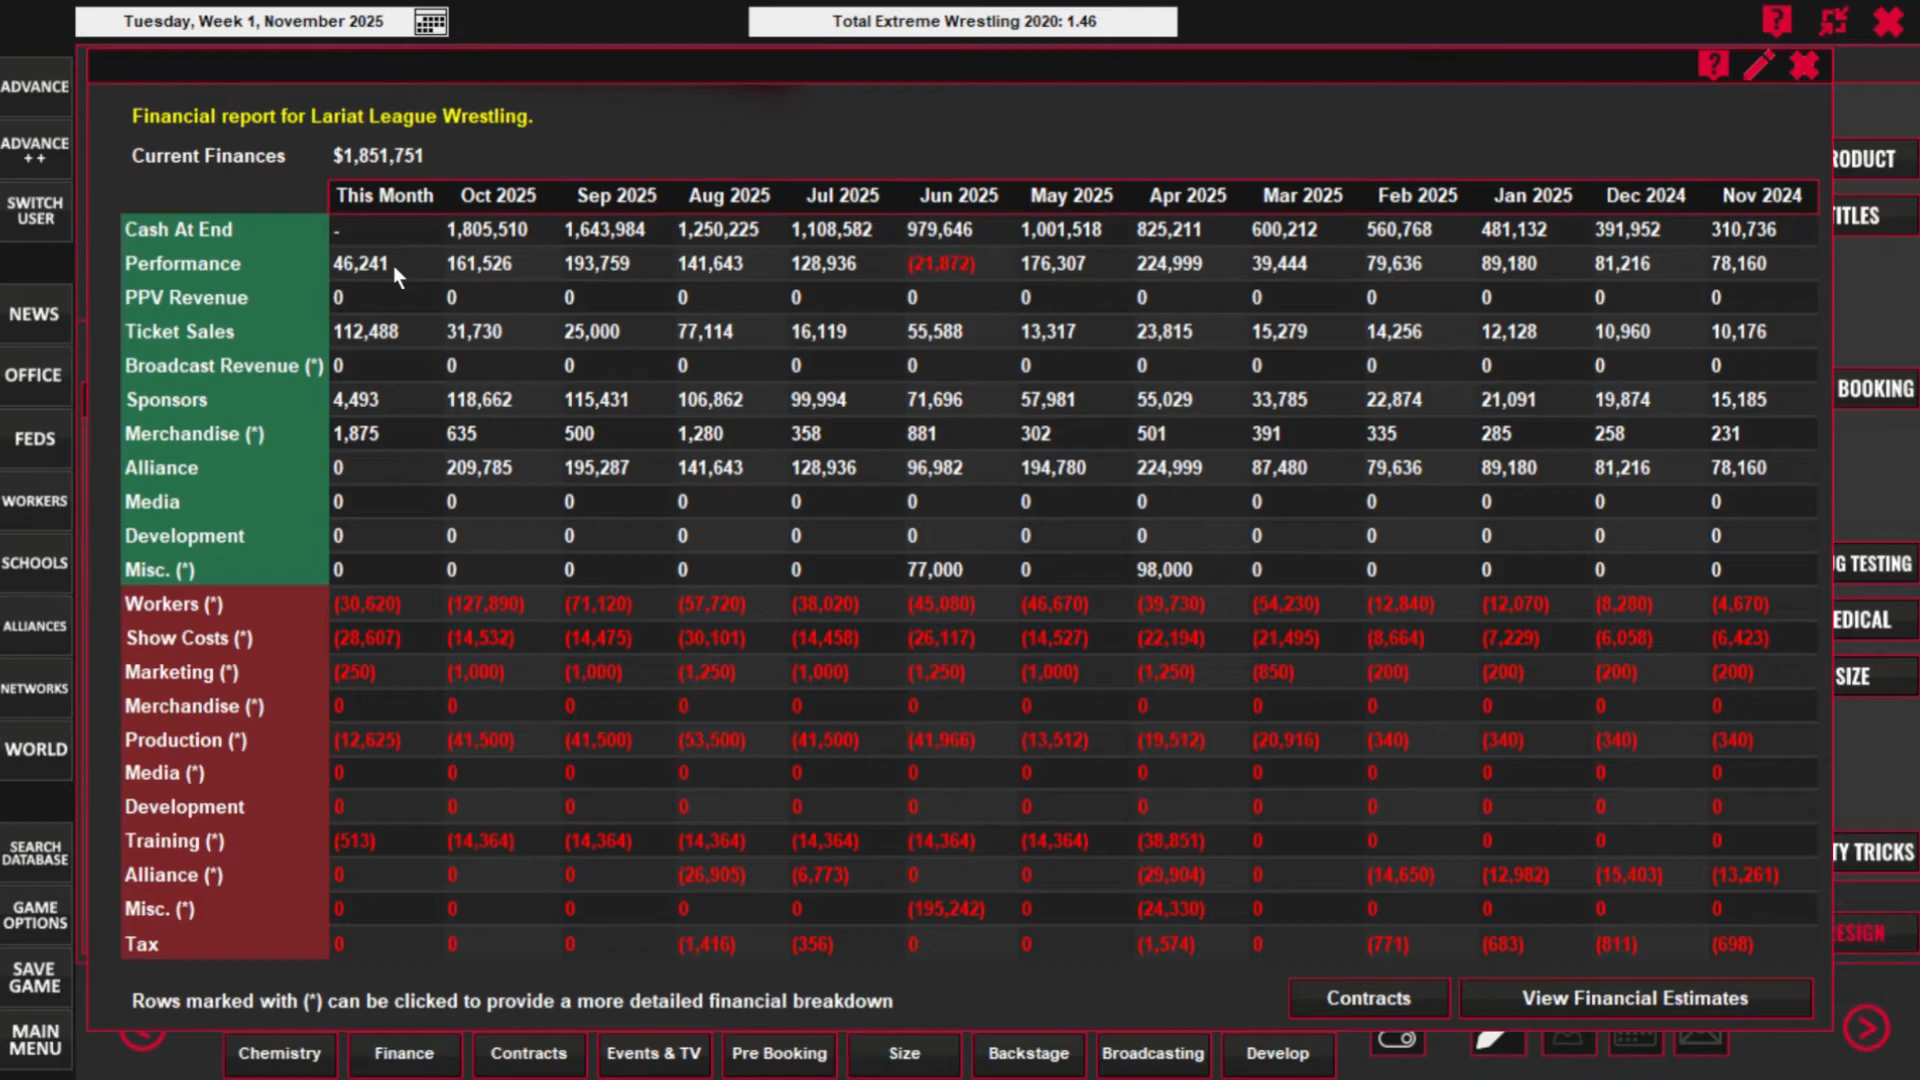 Tuesday, Week 1, November 2025
Total Extreme Wrestling 2020: 1.46
ADVANCE
ADVANCE
++
SWITCH
USER
NEWS
OFFICE
FEDS
WORKERS
SCHOOLS
ALLIANCES
NETWORKS
WORLD
SEARCH
DATABASE
GAME
OPTIONS
SAVE
GAME
MAIN
MENU
Financial report for Lariat League Wrestling.
Current Finances $1,851,751
This Month Oct 2025 Sep 2025 Aug 2025 Jul 2025 Jun 2025 May 2025 Apr 2025 Mar 2025 Feb 2025 Jan 2025 Dec 2024 Nov 2024
Cash At End - 1,805,510 1,643,984 1,250,225 1,108,582 979,646 1,001,518 825,211 600,212 560,768 481,132 391,952 310,736
Performance 46,241 161,526 193,759 141,643 128,936 (21,872) 176,307 224,999 39,444 79,636 89,180 81,216 78,160
PPV Revenue 0 0 0 0 0 0 0 0 0 0 0 0 0
Ticket Sales 112,488 31,730 25,000 77,114 16,119 55,588 13,317 23,815 15,279 14,256 12,128 10,960 10,176
Broadcast Revenue (*) 0 0 0 0 0 0 0 0 0 0 0 0 0
Sponsors 4,493 118,662 115,431 106,862 99,994 71,696 57,981 55,029 33,785 22,874 21,091 19,874 15,185
Merchandise (*) 1,875 635 500 1,280 358 881 302 501 391 335 285 258 231
Alliance 0 209,785 195,287 141,643 128,936 96,982 194,780 224,999 87,480 79,636 89,180 81,216 78,160
Media 0 0 0 0 0 0 0 0 0 0 0 0 0
Development 0 0 0 0 0 0 0 0 0 0 0 0 0
Misc. (*) 0 0 0 0 0 77,000 0 98,000 0 0 0 0 0
Workers (*) (30,620) (127,890) (71,120) (57,720) (38,020) (45,080) (46,670) (39,730) (54,230) (12,840) (12,070) (8,280) (4,670)
Show Costs (*) (28,607) (14,532) (14,475) (30,101) (14,458) (26,117) (14,527) (22,194) (21,495) (8,664) (7,229) (6,058) (6,423)
Marketing (*) (250) (1,000) (1,000) (1,250) (1,000) (1,250) (1,000) (1,250) (850) (200) (200) (200) (200)
Merchandise (*) 0 0 0 0 0 0 0 0 0 0 0 0 0
Production (*) (12,625) (41,500) (41,500) (53,500) (41,500) (41,966) (13,512) (19,512) (20,916) (340) (340) (340) (340)
Media (*) 0 0 0 0 0 0 0 0 0 0 0 0 0
Development 0 0 0 0 0 0 0 0 0 0 0 0 0
Training (*) (513) (14,364) (14,364) (14,364) (14,364) (14,364) (14,364) (38,851) 0 0 0 0 0
Alliance (*) 0 0 0 (26,905) (6,773) 0 0 (29,904) 0 (14,650) (12,982) (15,403) (13,261)
Misc. (*) 0 0 0 0 0 (195,242) 0 (24,330) 0 0 0 0 0
Tax 0 0 0 (1,416) (356) 0 0 (1,574) 0 (771) (683) (811) (698)
Rows marked with (*) can be clicked to provide a more detailed financial breakdown
Contracts
View Financial Estimates
RODUCT
TITLES
BOOKING
G TESTING
EDICAL
SIZE
TY TRICKS
ESIGN
Chemistry
Finance
Contracts
Events & TV
Pre Booking
Size
Backstage
Broadcasting
Develop